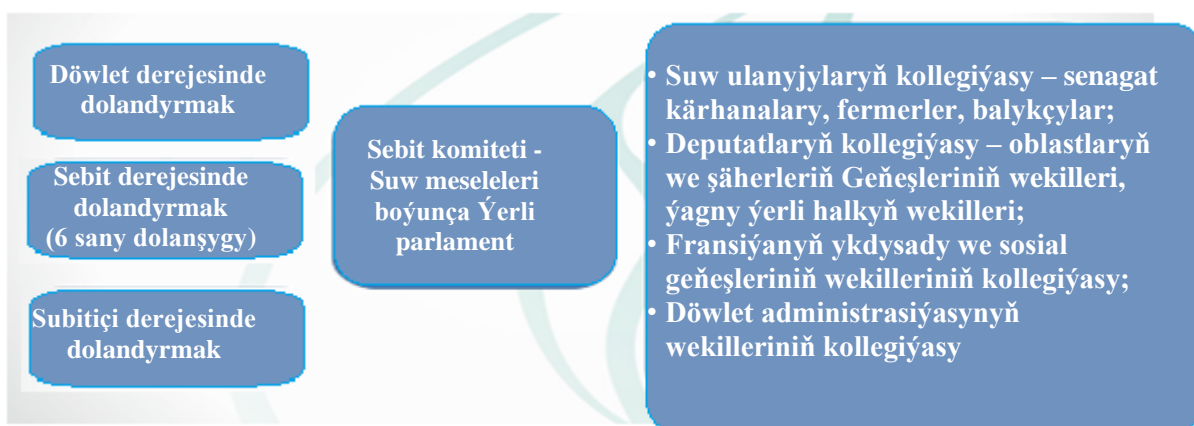 Döwlet derejesinde
dolandyrmak
Sebit derejesinde
dolandyrmak
(6 sany dolanşygy)
Subitiçi derejesinde
dolandyrmak
Sebit komiteti -
Suw meseleleri
boýunça Ýerli
parlament
• Suw ulanyjylaryň kollegiýasy – senagat
kärhanalary, fermerler, balykçylar;
• Deputatlaryň kollegiýasy – oblastlaryň
we şäherleriň Geňeşleriniň wekilleri,
ýagny ýerli halkyň wekilleri;
• Fransiýanyň ykdysady we sosial
geňeşleriniň wekilleriniň kollegiýasy;
• Döwlet administrasiýasynyň
wekilleriniň kollegiýasy